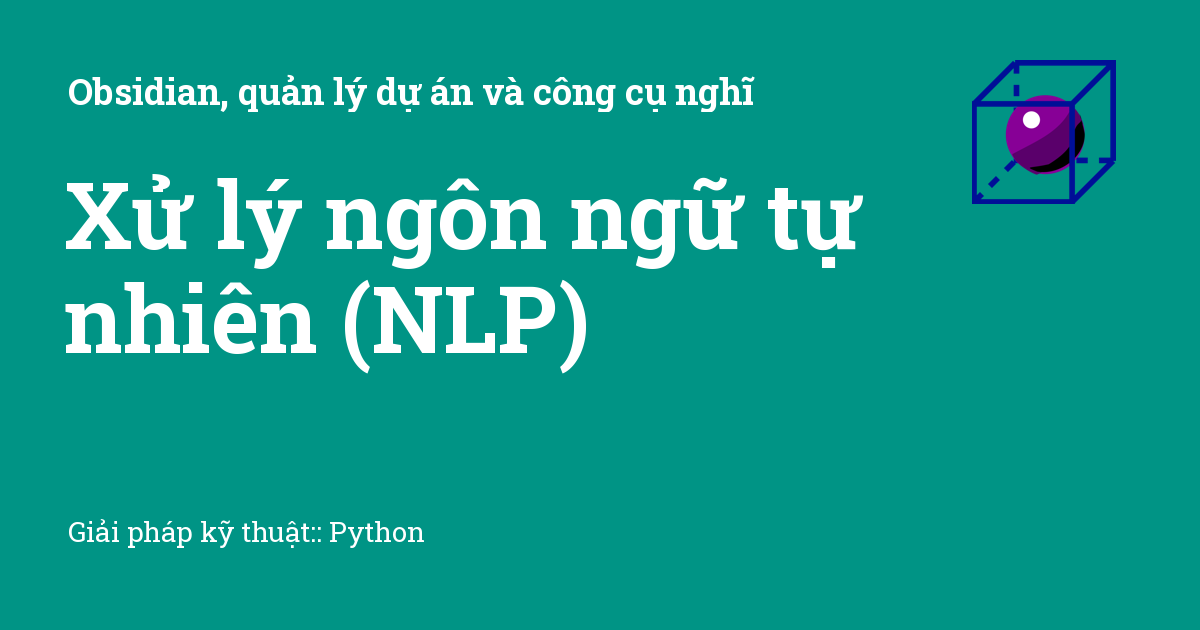 Obsidian, quản lý dự án và công cụ nghĩ
Xử lý ngôn ngữ tự
nhiên (NLP)
Giải pháp kỹ thuật:: Python